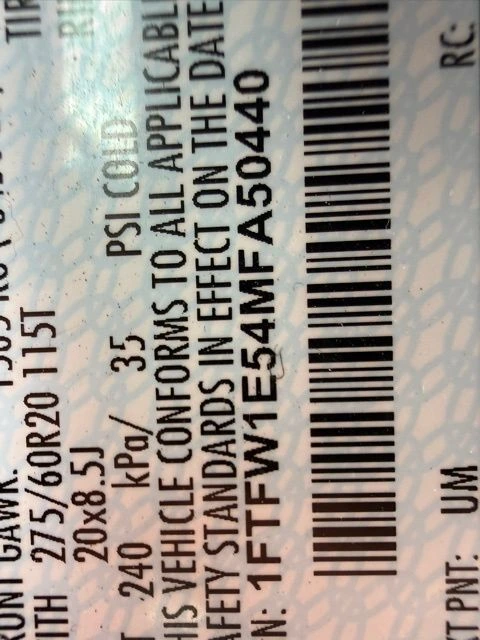 RONT GAWR:
ITH 275/60R20 115T
20x8.5J
T 240 kPa/ 35 PSI COLD
HIS VEHICLE CONFORMS TO ALL APPLICABL
AFETY STANDARDS IN EFFECT ON THE DATE
N: 1FTFW1E54MFA50440
T PNT: UM RC: